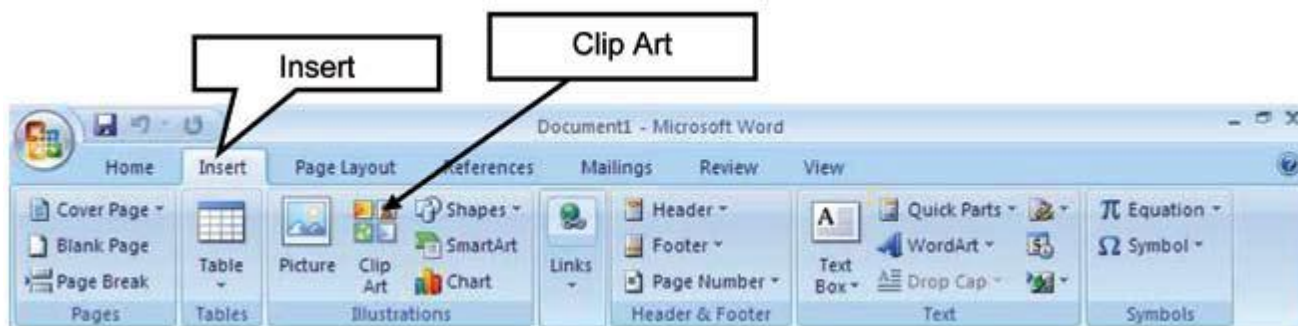 Clip Art
Insert
Document1 - Microsoft Word
Home Insert Page Layout References Mailings Review View
Cover Page
Blank Page
Page Break
Pages
Table
Tables
Picture
Clip
Art
Shapes
SmartArt
Chart
Illustrations
Links
Header
Footer
Page Number
Header & Footer
A
Text
Box
Quick Parts
WordArt
Drop Cap
Text
π Equation
Ω Symbol
Symbols